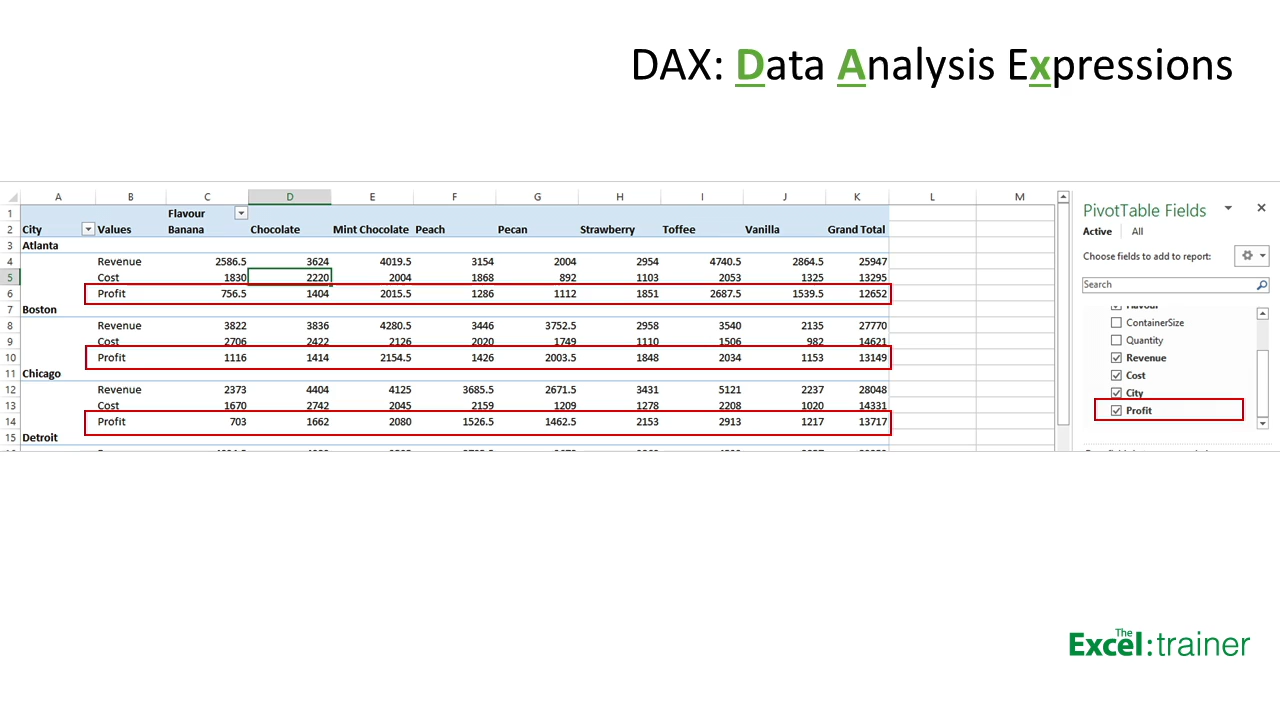 DAX: Data Analysis Expressions
A B C D E F G H I J K L M
1 Flavour
2 City Values Banana Chocolate Mint Chocolate Peach Pecan Strawberry Toffee Vanilla Grand Total
3 Atlanta
4 Revenue 2586.5 3624 4019.5 3154 2004 2954 4740.5 2864.5 25947
5 Cost 1830 2220 2004 1868 892 1103 2053 1325 13295
6 Profit 756.5 1404 2015.5 1286 1112 1851 2687.5 1539.5 12652
7 Boston
8 Revenue 3822 3836 4280.5 3446 3752.5 2958 3540 2135 27770
9 Cost 2706 2422 2126 2020 1749 1110 1506 982 14621
10 Profit 1116 1414 2154.5 1426 2003.5 1848 2034 1153 13149
11 Chicago
12 Revenue 2373 4404 4125 3685.5 2671.5 3431 5121 2237 28048
13 Cost 1670 2742 2045 2159 1209 1278 2208 1020 14331
14 Profit 703 1662 2080 1526.5 1462.5 2153 2913 1217 13717
15 Detroit
PivotTable Fields
Active All
Choose fields to add to report:
Search
Flavour
ContainerSize
Quantity
Revenue
Cost
City
Profit
The
Excel:trainer